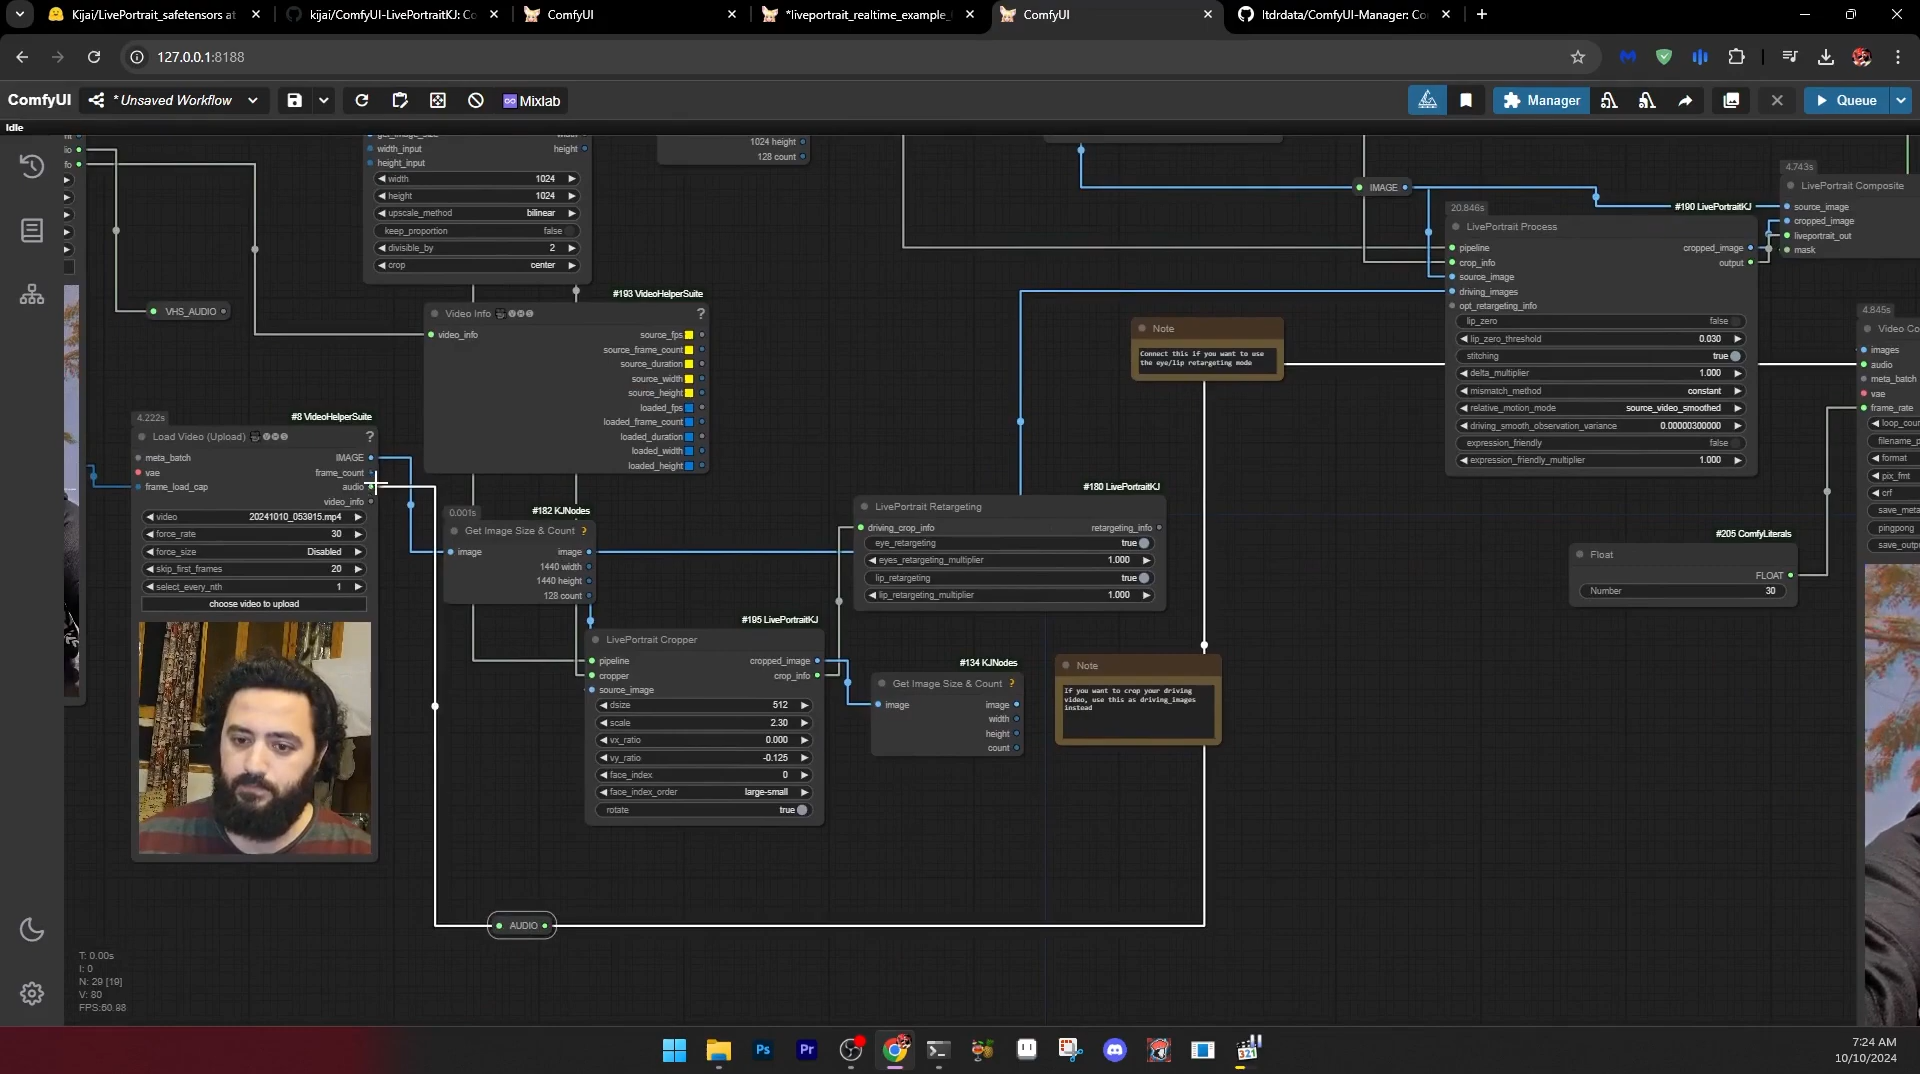 Kijai/LivePortrait_safetensors at
kijai/ComfyUI-LivePortraitKJ: Co
ComfyUI
*liveportrait_realtime_example_
ComfyUI
ltdrdata/ComfyUI-Manager: Co
127.0.0.1:8188
ComfyUI
* Unsaved Workflow
Mixlab
Manager
Queue
Idle
width_input
height
height_input
width
1024
height
1024
upscale_method
bilinear
keep_proportion
false
divisible_by
2
crop
center
1024 height
128 count
VHS_AUDIO
#193 VideoHelperSuite
Video Info
?
video_info
source_fps
source_frame_count
source_duration
source_width
source_height
loaded_fps
loaded_frame_count
loaded_duration
loaded_width
loaded_height
4.222s
#8 VideoHelperSuite
Load Video (Upload)
?
meta_batch
IMAGE
vae
frame_count
frame_load_cap
audio
video_info
video
20241010_053915.mp4
force_rate
30
force_size
Disabled
skip_first_frames
20
select_every_nth
1
choose video to upload
0.001s
#182 KJNodes
Get Image Size & Count
?
image
image
1440 width
1440 height
128 count
#195 LivePortraitKJ
LivePortrait Cropper
pipeline
cropped_image
cropper
crop_info
source_image
dsize
512
scale
2.30
vx_ratio
0.000
vy_ratio
-0.125
face_index
0
face_index_order
large-small
rotate
true
#134 KJNodes
Get Image Size & Count
?
image
image
width
height
count
#180 LivePortraitKJ
LivePortrait Retargeting
driving_crop_info
retargeting_info
eye_retargeting
true
eyes_retargeting_multiplier
1.000
lip_retargeting
true
lip_retargeting_multiplier
1.000
Note
Connect this if you want to use
the eye/lip retargeting mode
Note
If you want to crop your driving
video, use this as driving_images
instead
AUDIO
IMAGE
20.846s
#190 LivePortraitKJ
LivePortrait Process
pipeline
cropped_image
crop_info
output
source_image
driving_images
opt_retargeting_info
lip_zero
false
lip_zero_threshold
0.030
stitching
true
delta_multiplier
1.000
mismatch_method
constant
relative_motion_mode
source_video_smoothed
driving_smooth_observation_variance
0.00000300000
expression_friendly
false
expression_friendly_multiplier
1.000
4.743s
LivePortrait Composite
source_image
cropped_image
liveportrait_out
mask
4.845s
Video Co
images
audio
meta_batch
vae
frame_rate
loop_coun
filename_p
format
pix_fmt
crf
save_meta
pingpong
save_outpu
#205 ComfyLiterals
Float
FLOAT
Number
30
T: 0.00s
I: 0
N: 29 [19]
V: 80
FPS:60.98
Ps
Pr
321
7:24 AM
10/10/2024